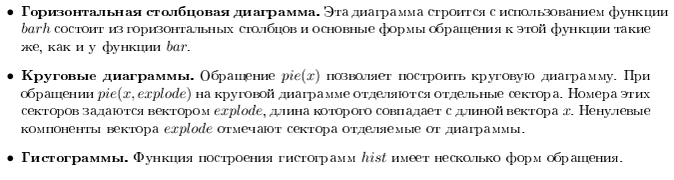 • Горизонтальная столбцовая диаграмма. Эта диаграмма строится с использованием функции
barh состоит из горизонтальных столбцов и основные формы обращения к этой функции такие
же, как и у функции bar.
• Круговые диаграммы. Обращение pie(x) позволяет построить круговую диаграмму. При
обращении pie(x, explode) на круговой диаграмме отделяются отдельные сектора. Номера этих
секторов задаются вектором explode, длина которого совпадает с длиной вектора x. Ненулевые
компоненты вектора explode отмечают сектора отделяемые от диаграммы.
• Гистограммы. Функция построения гистограмм hist имеет несколько форм обращения.